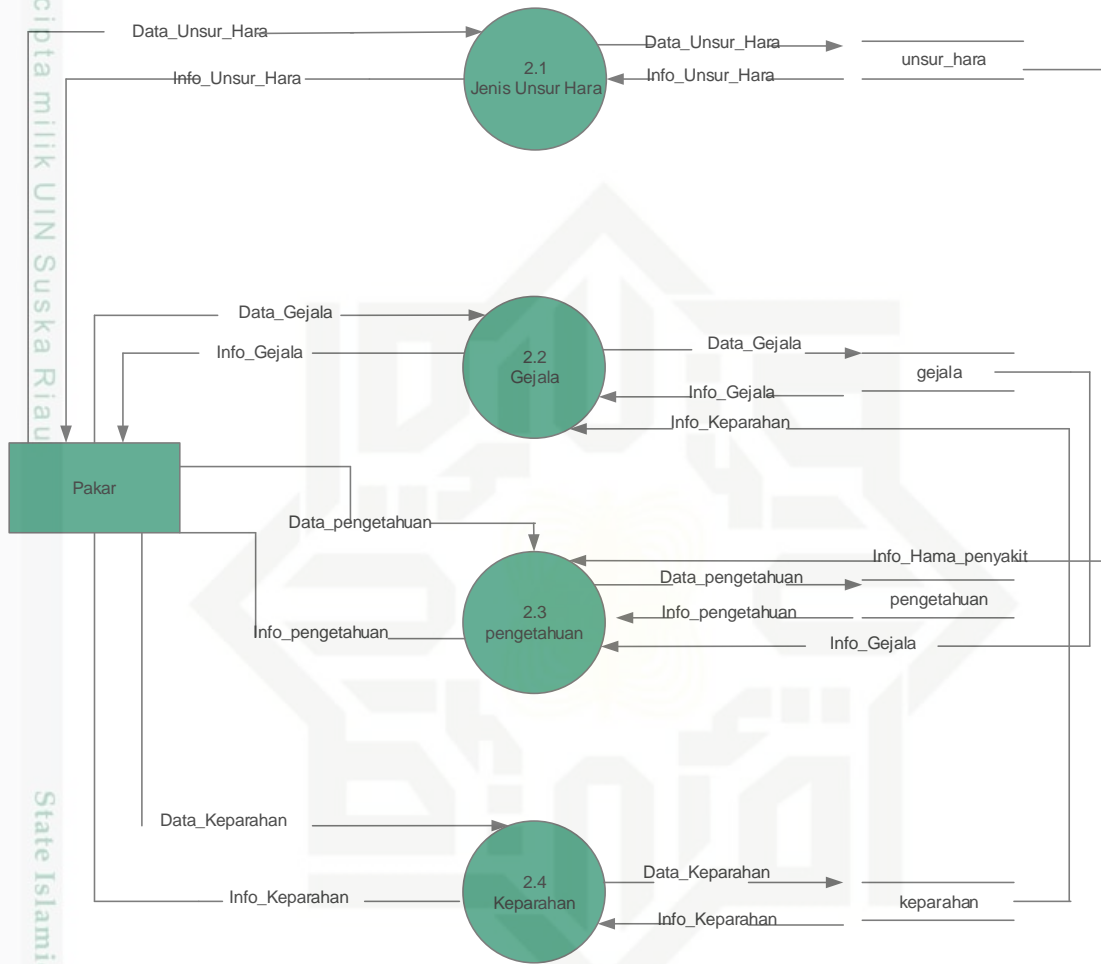 cipta milik UIN Suska Riau
State Islami
Data_Unsur_Hara
Info_Unsur_Hara
2.1
Jenis Unsur Hara
Data_Unsur_Hara
Info_Unsur_Hara
unsur_hara
Data_Gejala
Info_Gejala
2.2
Gejala
Data_Gejala
Info_Gejala
Info_Keparahan
gejala
Pakar
Data_pengetahuan
Info_pengetahuan
2.3
pengetahuan
Info_Hama_penyakit
Data_pengetahuan
Info_pengetahuan
pengetahuan
Info_Gejala
Data_Keparahan
Info_Keparahan
2.4
Keparahan
Data_Keparahan
Info_Keparahan
keparahan